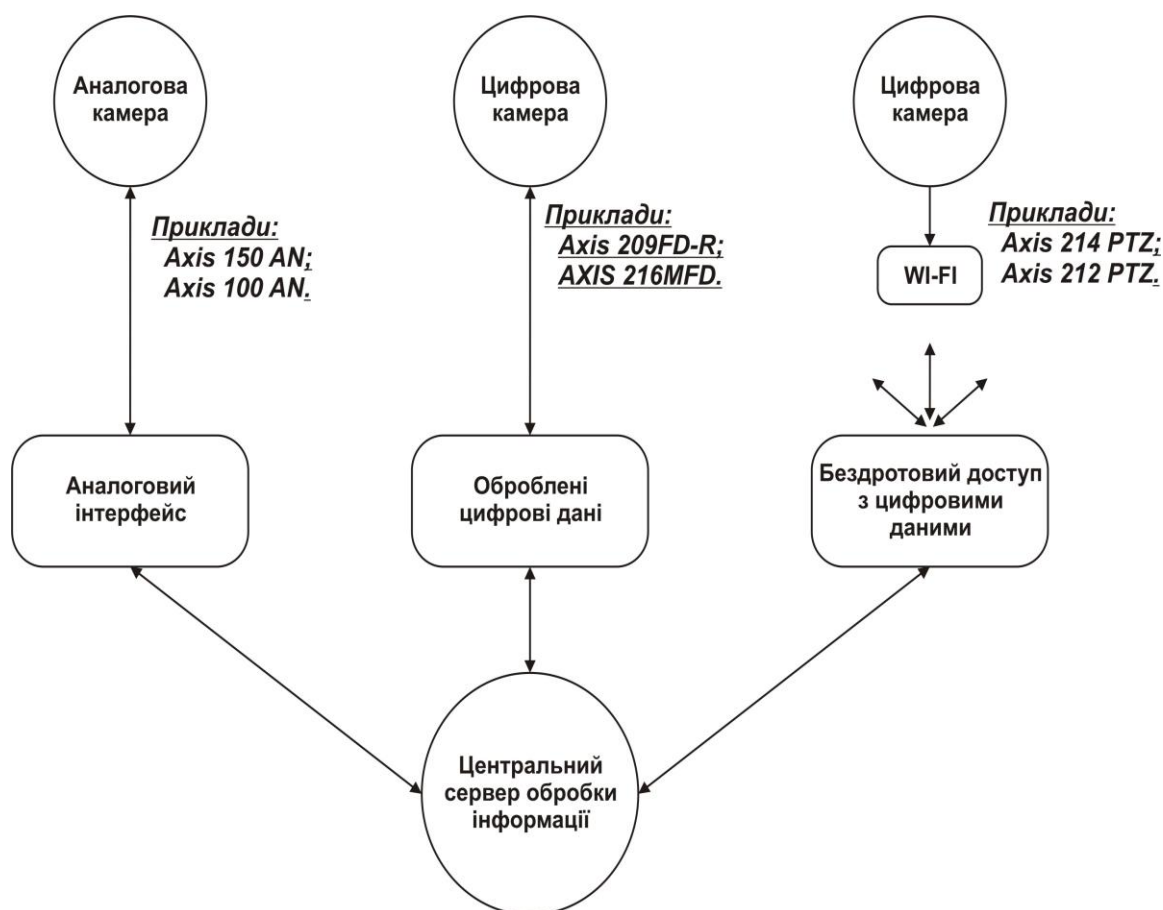 Аналогова
камера
Цифрова
камера
Цифрова
камера
Приклади:
Axis 150 AN;
Axis 100 AN.
Приклади:
Axis 209FD-R;
AXIS 216MFD.
Приклади:
Axis 214 PTZ;
Axis 212 PTZ.
WI-FI
Аналоговий
інтерфейс
Оброблені
цифрові дані
Бездротовий доступ
з цифровими
даними
Центральний
сервер обробки
інформації